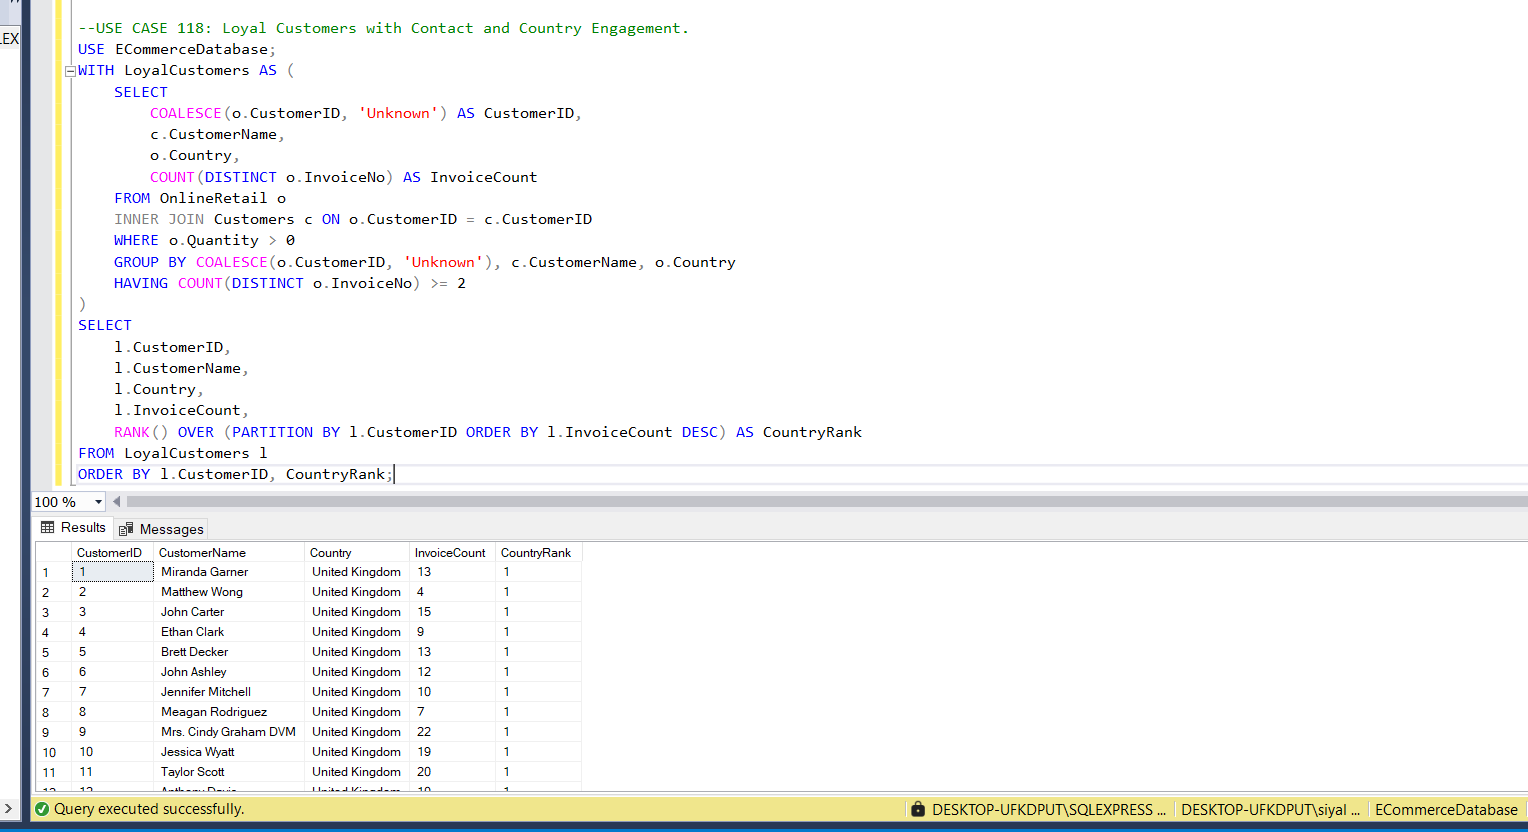 LEX
--USE CASE 118: Loyal Customers with Contact and Country Engagement.
USE ECommerceDatabase;
WITH LoyalCustomers AS (
SELECT
COALESCE(o.CustomerID, 'Unknown') AS CustomerID,
c.CustomerName,
o.Country,
COUNT(DISTINCT o.InvoiceNo) AS InvoiceCount
FROM OnlineRetail o
INNER JOIN Customers c ON o.CustomerID = c.CustomerID
WHERE o.Quantity > 0
GROUP BY COALESCE(o.CustomerID, 'Unknown'), c.CustomerName, o.Country
HAVING COUNT(DISTINCT o.InvoiceNo) >= 2
)
SELECT
l.CustomerID,
l.CustomerName,
l.Country,
l.InvoiceCount,
RANK() OVER (PARTITION BY l.CustomerID ORDER BY l.InvoiceCount DESC) AS CountryRank
FROM LoyalCustomers l
ORDER BY l.CustomerID, CountryRank;
100 %
Results Messages
CustomerID CustomerName Country InvoiceCount CountryRank
1 1 Miranda Garner United Kingdom 13 1
2 2 Matthew Wong United Kingdom 4 1
3 3 John Carter United Kingdom 15 1
4 4 Ethan Clark United Kingdom 9 1
5 5 Brett Decker United Kingdom 13 1
6 6 John Ashley United Kingdom 12 1
7 7 Jennifer Mitchell United Kingdom 10 1
8 8 Meagan Rodriguez United Kingdom 7 1
9 9 Mrs. Cindy Graham DVM United Kingdom 22 1
10 10 Jessica Wyatt United Kingdom 19 1
11 11 Taylor Scott United Kingdom 20 1
Query executed successfully. DESKTOP-UFKDPUT\SQLEXPRESS ... DESKTOP-UFKDPUT\siyal ... ECommerceDatabase